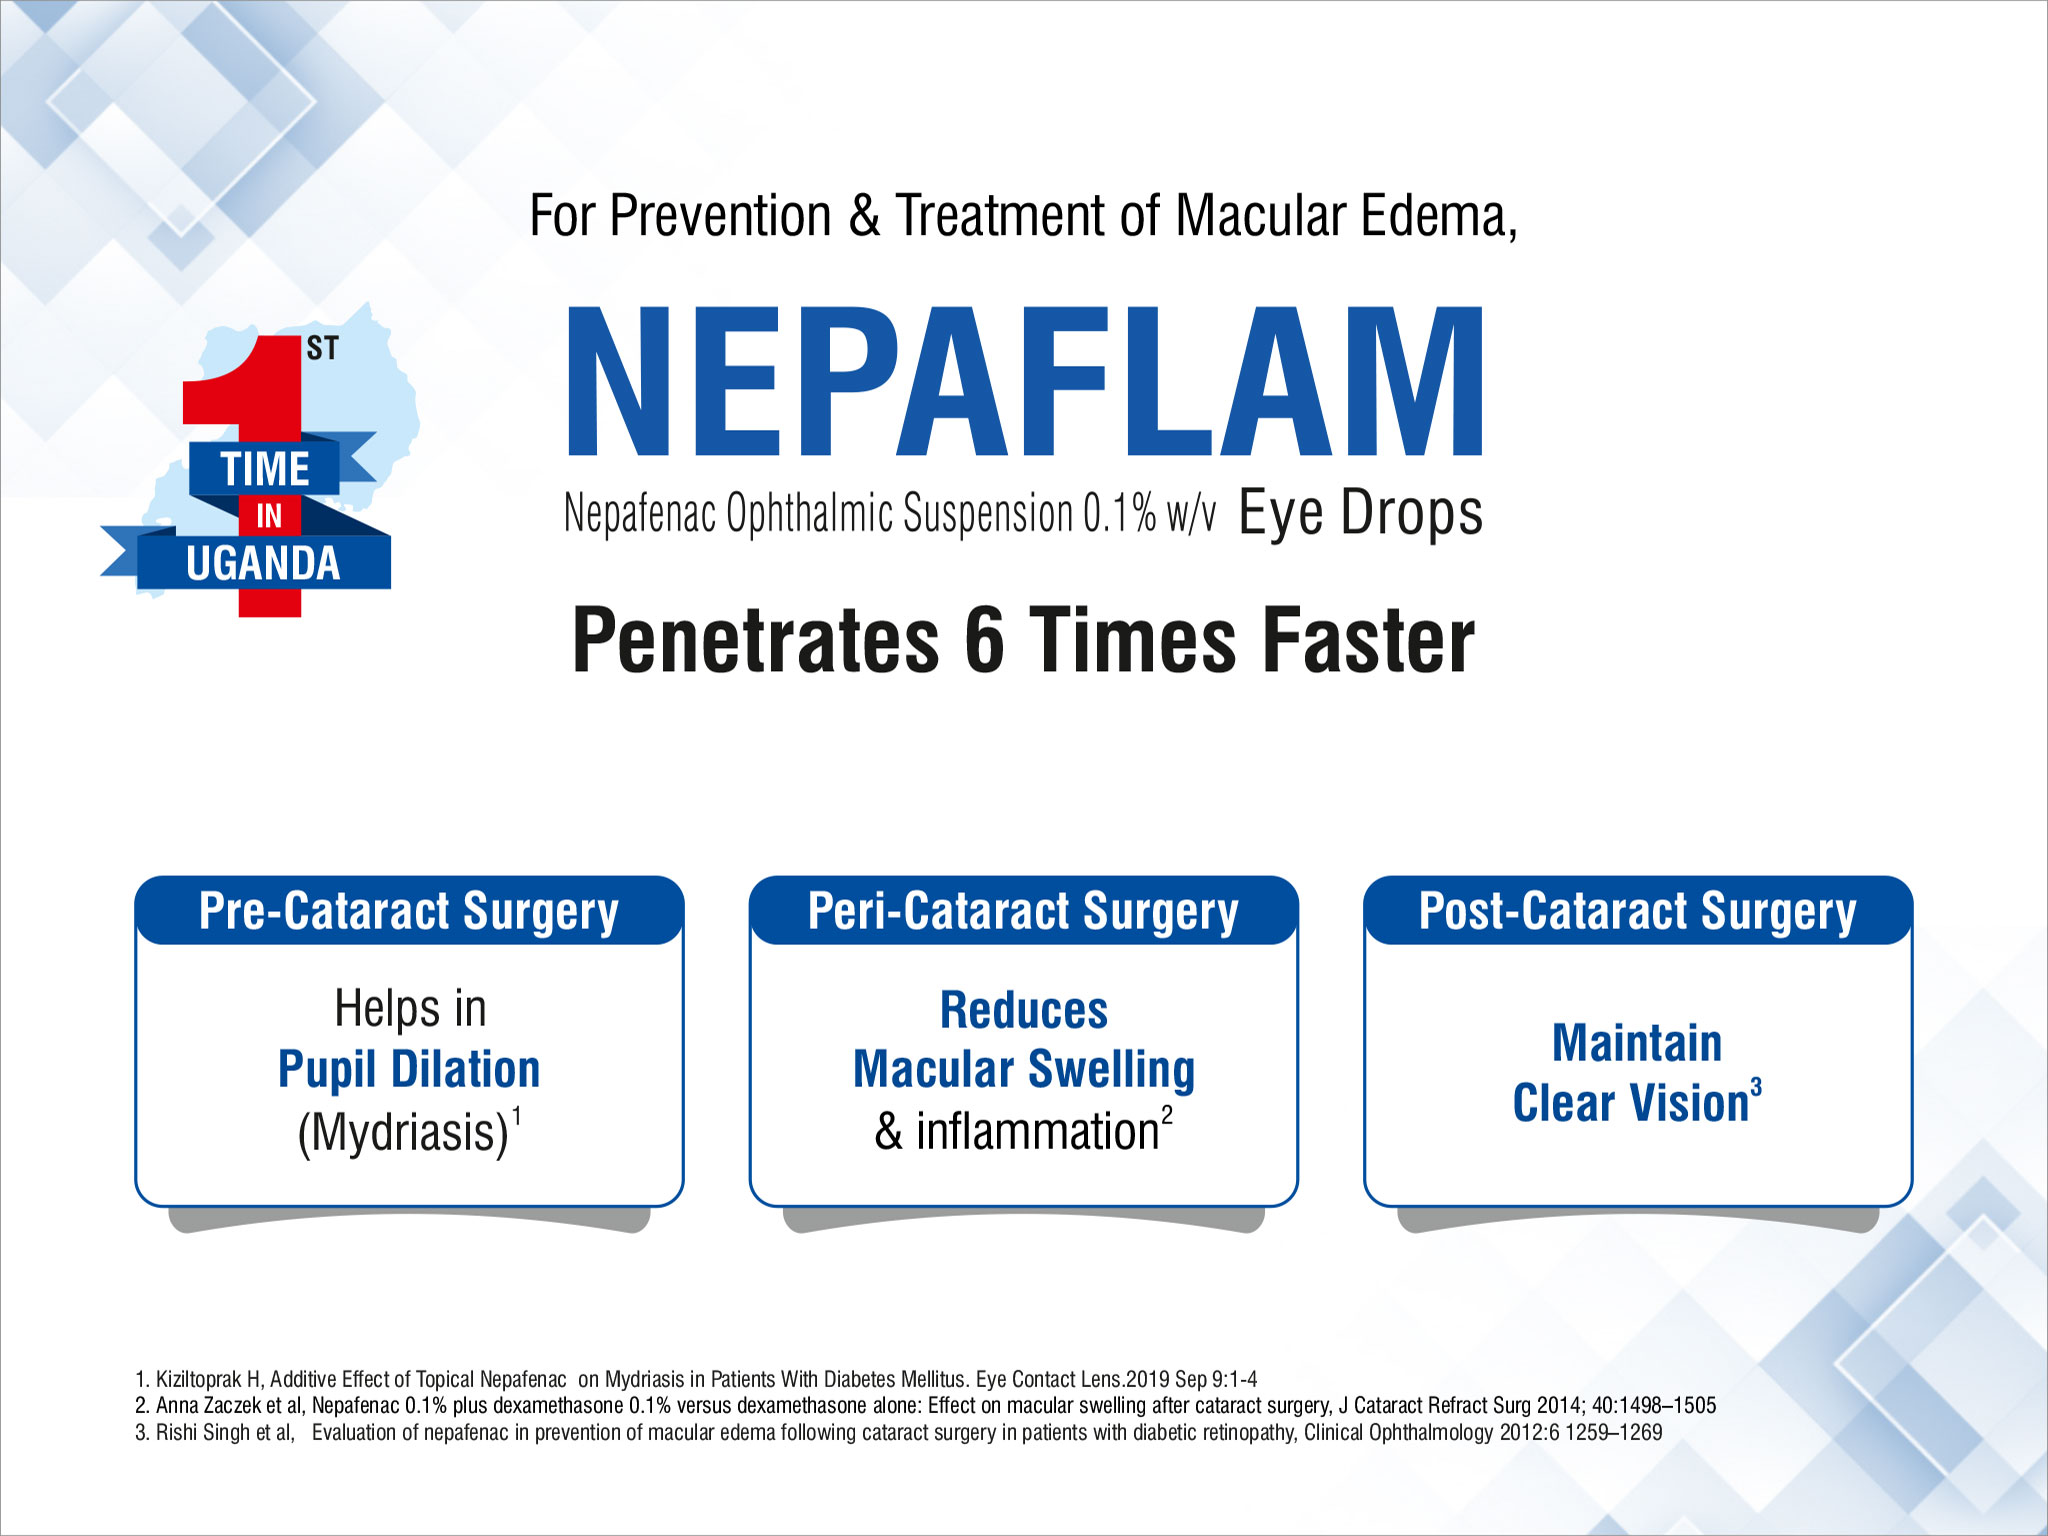 For Prevention & Treatment of Macular Edema,
1ST
TIME
IN
UGANDA
NEPAFLAM
Nepafenac Ophthalmic Suspension 0.1% w/v Eye Drops
Penetrates 6 Times Faster
Pre-Cataract Surgery
Helps in
Pupil Dilation
(Mydriasis)1
Peri-Cataract Surgery
Reduces
Macular Swelling
& inflammation2
Post-Cataract Surgery
Maintain
Clear Vision3
1. Kiziltoprak H, Additive Effect of Topical Nepafenac on Mydriasis in Patients With Diabetes Mellitus. Eye Contact Lens.2019 Sep 9:1-4
2. Anna Zaczek et al, Nepafenac 0.1% plus dexamethasone 0.1% versus dexamethasone alone: Effect on macular swelling after cataract surgery, J Cataract Refract Surg 2014; 40:1498–1505
3. Rishi Singh et al, Evaluation of nepafenac in prevention of macular edema following cataract surgery in patients with diabetic retinopathy, Clinical Ophthalmology 2012:6 1259–1269